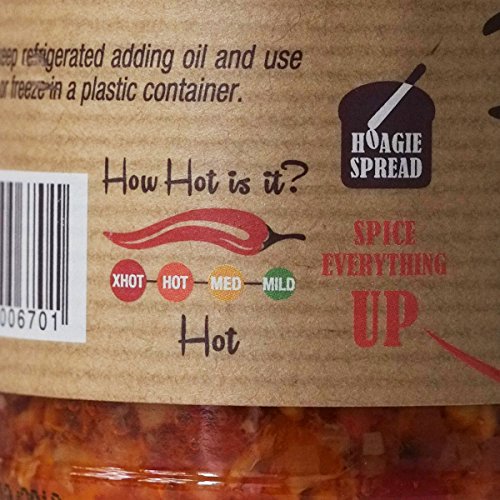 refrigerated adding oil and use
or freeze in a plastic container.
HOAGIE
SPREAD
How Hot is it?
XHOT HOT MED MILD
Hot
SPICE
EVERYTHING
UP
006701